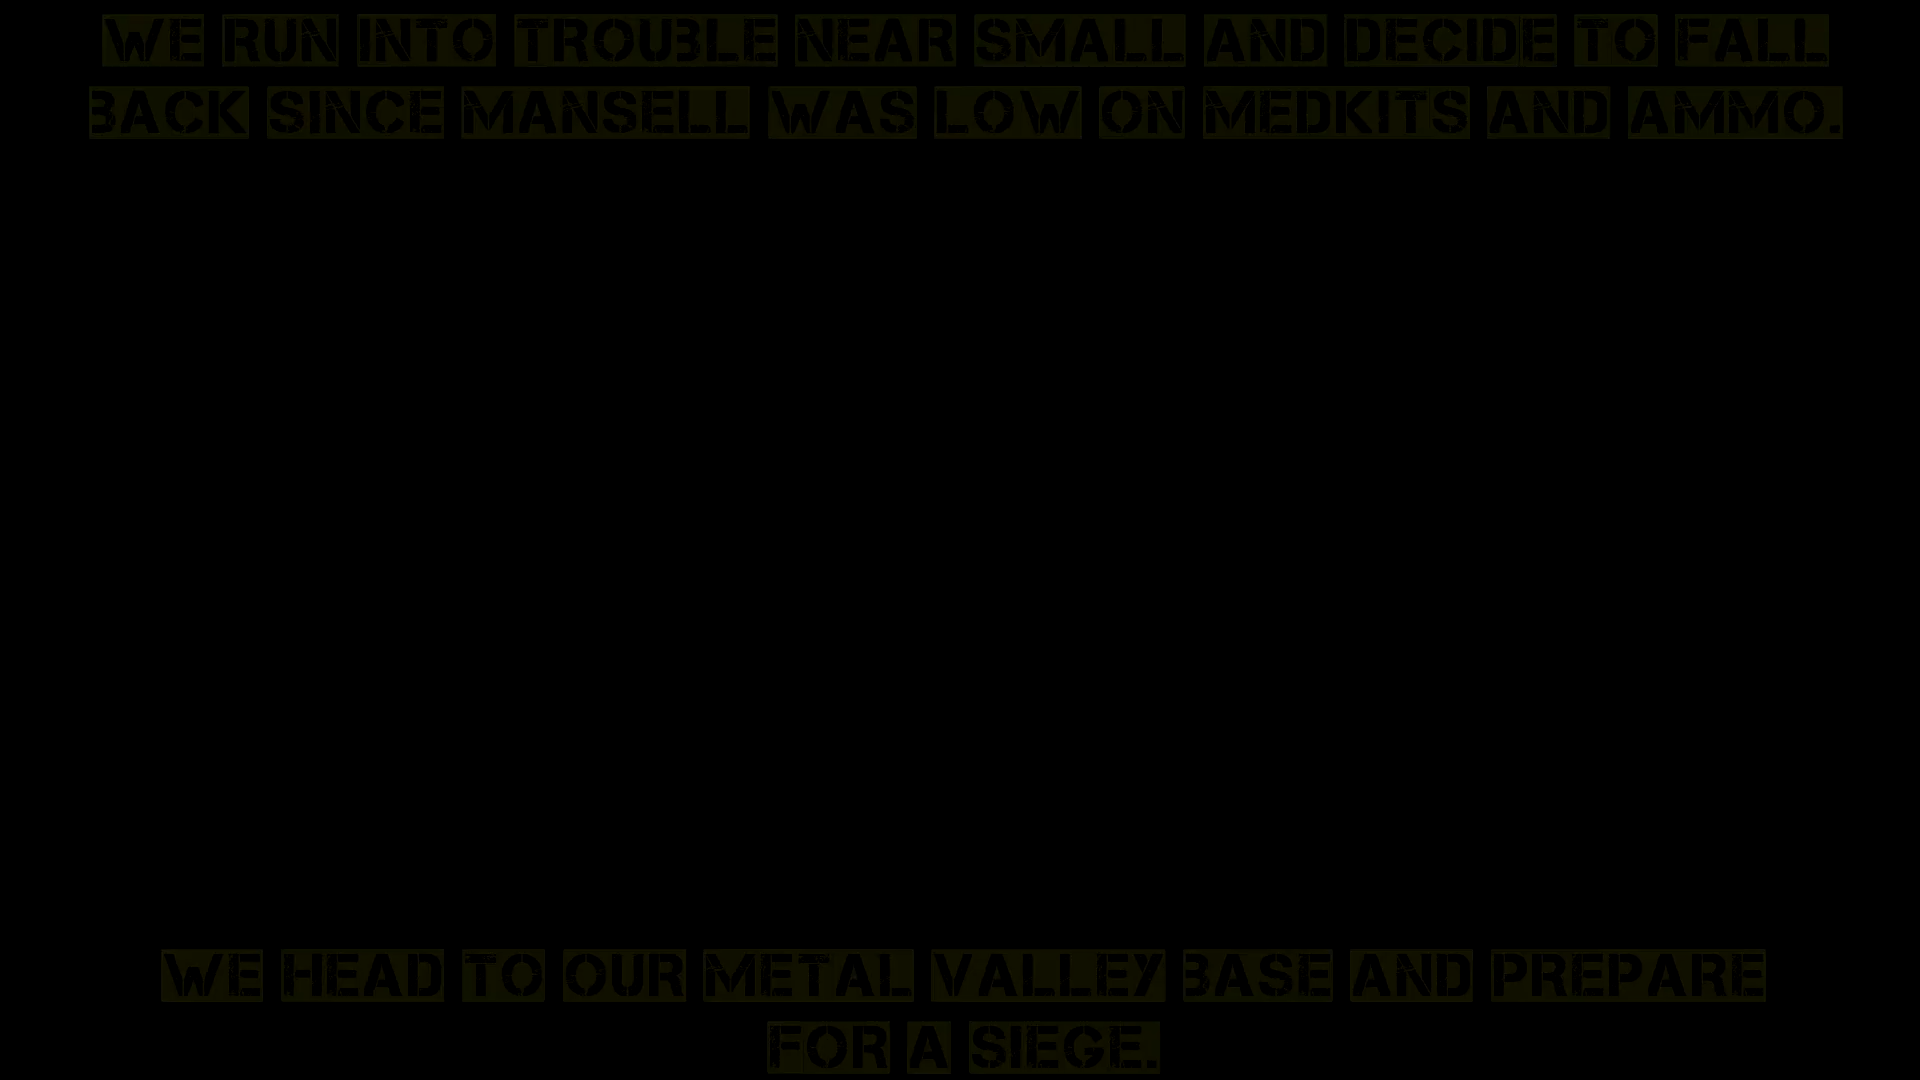 WE RUN INTO TROUBLE NEAR SMALL AND DECIDE TO FALL
BACK SINCE MANSELL WAS LOW ON MEDKITS AND AMMO.
WE HEAD TO OUR METAL VALLEY BASE AND PREPARE
FOR A SIEGE.